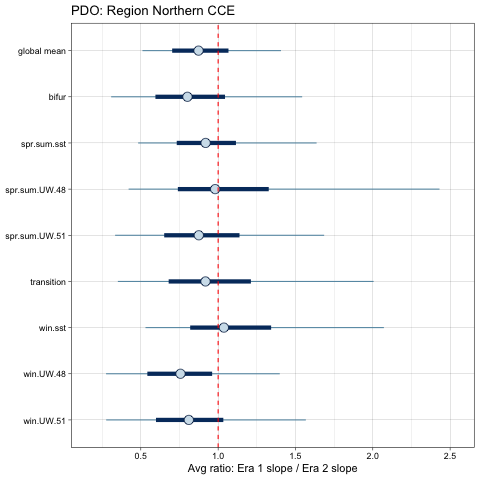 PDO: Region Northern CCE
global mean
bifur
spr.sum.sst
spr.sum.UW.48
spr.sum.UW.51
transition
win.sst
win.UW.48
win.UW.51
0.5 1.0 1.5 2.0 2.5
Avg ratio: Era 1 slope / Era 2 slope